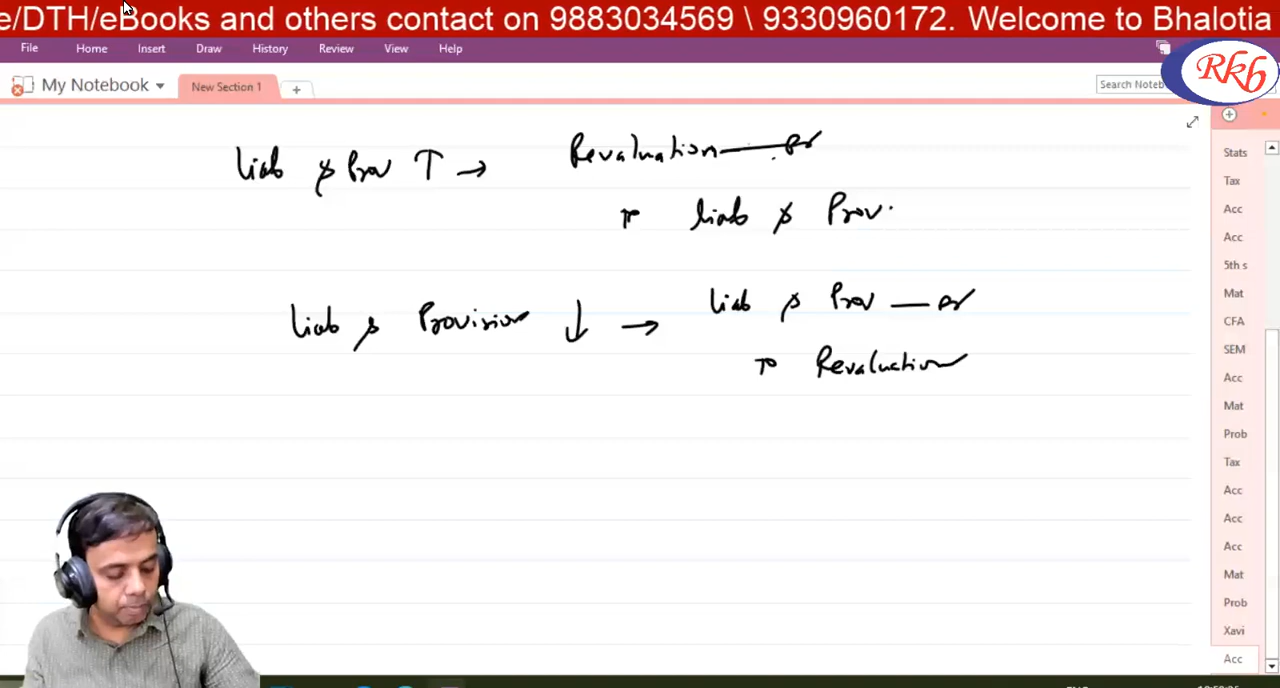 e/DTH/eBooks and others contact on 9883034569 \ 9330960172. Welcome to Bhalotia
File Home Insert Draw History Review View Help
Rkb
My Notebook New Section 1 + Search Noteb
Liab & Prov ↑ → Revaluation — Dr
To Liab & Prov.
Liab & Provision ↓ → Liab & Prov — Dr
To Revaluation
Stats
Tax
Acc
Acc
5th s
Mat
CFA
SEM
Acc
Mat
Prob
Tax
Acc
Acc
Acc
Mat
Prob
Xavi
Acc